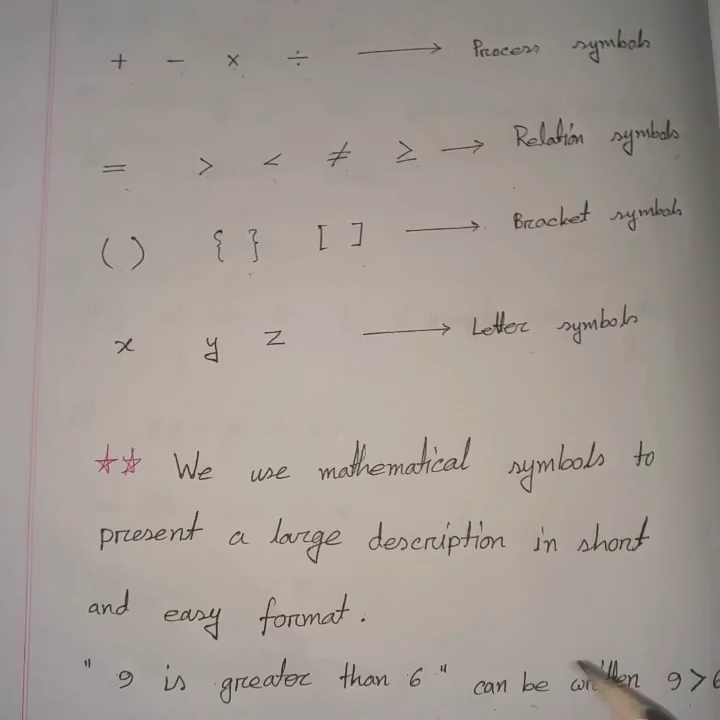 + − × ÷ ⟶ Process symbols
= > < ≠ ≥ ⟶ Relation symbols
( ) { } [ ] ⟶ Bracket symbols
x y z ⟶ Letter symbols
☆☆ We use mathematical symbols to
present a large description in short
and easy format.
" 9 is greater than 6 " can be written 9 > 6